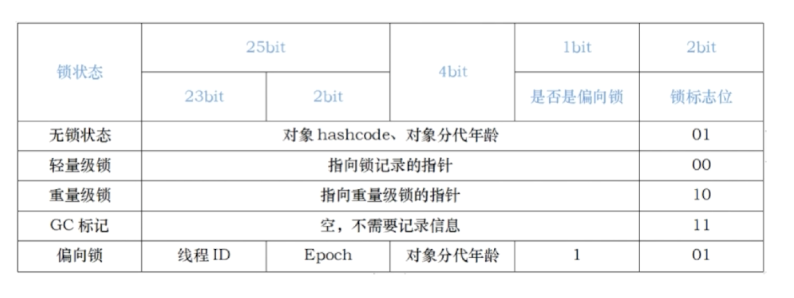 锁状态 25bit 4bit 1bit 2bit
23bit 2bit 是否是偏向锁 锁标志位
无锁状态 对象 hashcode、对象分代年龄 01
轻量级锁 指向锁记录的指针 00
重量级锁 指向重量级锁的指针 10
GC 标记 空，不需要记录信息 11
偏向锁 线程 ID Epoch 对象分代年龄 1 01